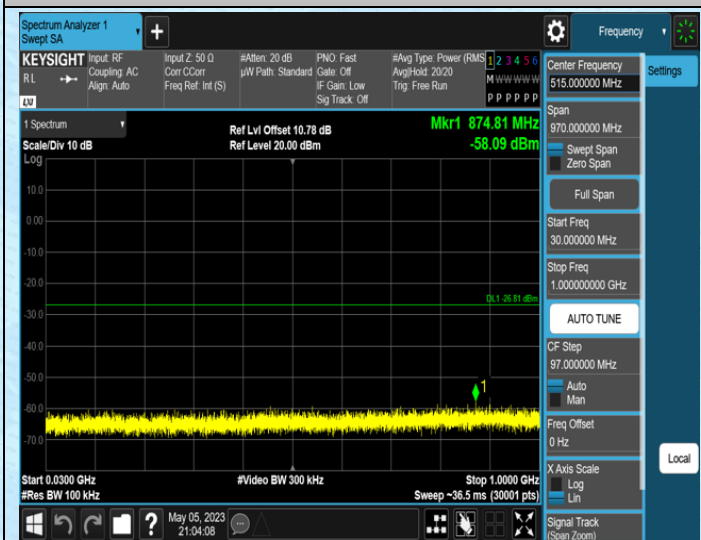 Spectrum Analyzer 1
Swept SA
Frequency
KEYSIGHT
R L
LXI
Input: RF
Coupling: AC
Align: Auto
Input Z: 50 Ω
Corr CCorr
Freq Ref: Int (S)
#Atten: 20 dB
µW Path: Standard
PNO: Fast
Gate: Off
IF Gain: Low
Sig Track: Off
#Avg Type: Power (RMS
Avg|Hold: 20/20
Trig: Free Run
1 2 3 4 5 6
M W W W W W
P P P P P P
1 Spectrum
Scale/Div 10 dB
Log
Ref Lvl Offset 10.78 dB
Ref Level 20.00 dBm
Mkr1 874.81 MHz
-58.09 dBm
10.0
0.00
-10.0
-20.0
DL1 -26.81 dBm
-30.0
-40.0
-50.0
1
-60.0
-70.0
Start 0.0300 GHz
#Res BW 100 kHz
#Video BW 300 kHz
Stop 1.0000 GHz
Sweep ~36.5 ms (30001 pts)
?
May 05, 2023
21:04:08
Center Frequency
515.000000 MHz
Settings
Span
970.000000 MHz
Swept Span
Zero Span
Full Span
Start Freq
30.000000 MHz
Stop Freq
1.000000000 GHz
AUTO TUNE
CF Step
97.000000 MHz
Auto
Man
Freq Offset
0 Hz
X Axis Scale
Log
Lin
Local
Signal Track
(Span Zoom)